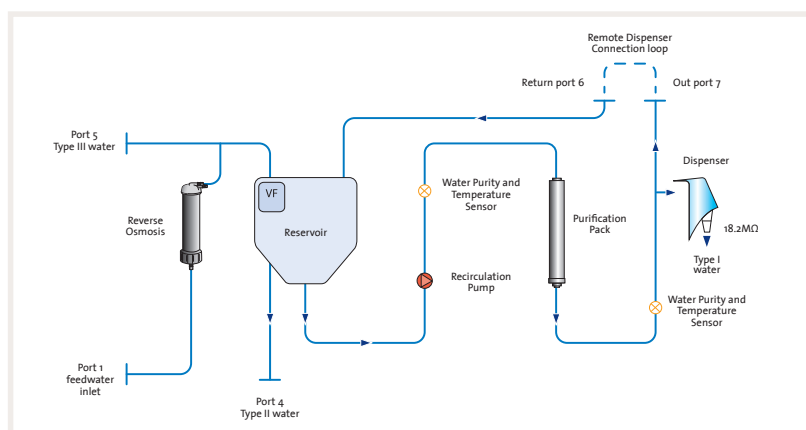 Remote Dispenser
Connection loop
Return port 6
Out port 7
Port 5
Type III water
Dispenser
VF
Water Purity and
Temperature
Sensor
Reverse
Osmosis
Reservoir
Purification
Pack
18.2MΩ
Type I
water
Recirculation
Pump
Water Purity and
Temperature
Sensor
Port 1
feedwater
inlet
Port 4
Type II water